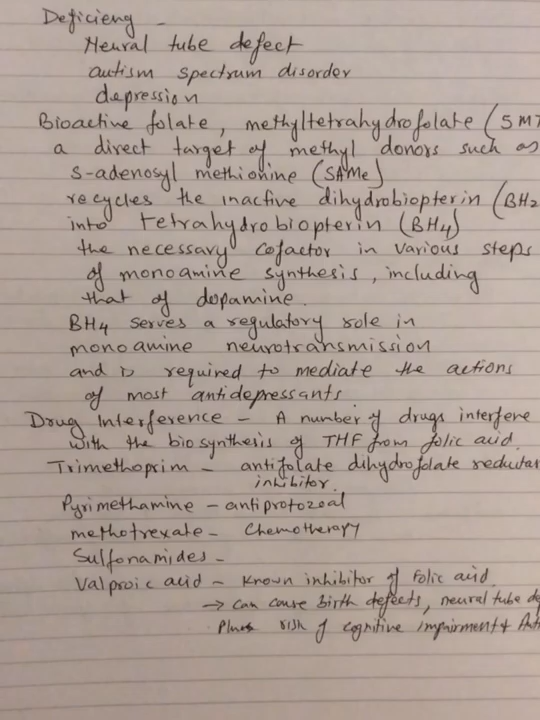 Deficieny -
Neural tube defect
autism spectrum disorder
depression
Bioactive folate, methyltetrahydrofolate (5 MT
a direct target of methyl donors such as
S-adenosyl methionine (SAMe)
recycles the inactive dihydrobiopterin (BH2
into tetrahydrobiopterin (BH4)
the necessary cofactor in various steps
of monoamine synthesis, including
that of dopamine.
BH4 serves a regulatory role in
monoamine neurotransmission
and is required to mediate the actions
of most antidepressants.
Drug Interference - A number of drugs interfere
with the biosynthesis of THF from folic acid.
Trimethoprim - antifolate dihydrofolate reductas
inhibitor.
Pyrimethamine - antiprotozoal
methotrexate - Chemotherapy
Sulfonamides -
Valproic acid - Known inhibitor of Folic acid
→ can cause birth defects, neural tube de
Plus risk of cognitive impairment & Aut